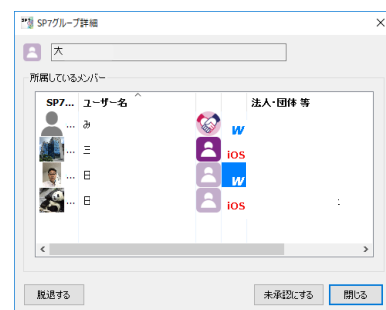 SP7グループ詳細
大
所属しているメンバー
SP7... ユーザー名 法人・団体 等
... み W
... 三 iOS
... 日 W
... 日 iOS :
脱退する 未承認にする 閉じる